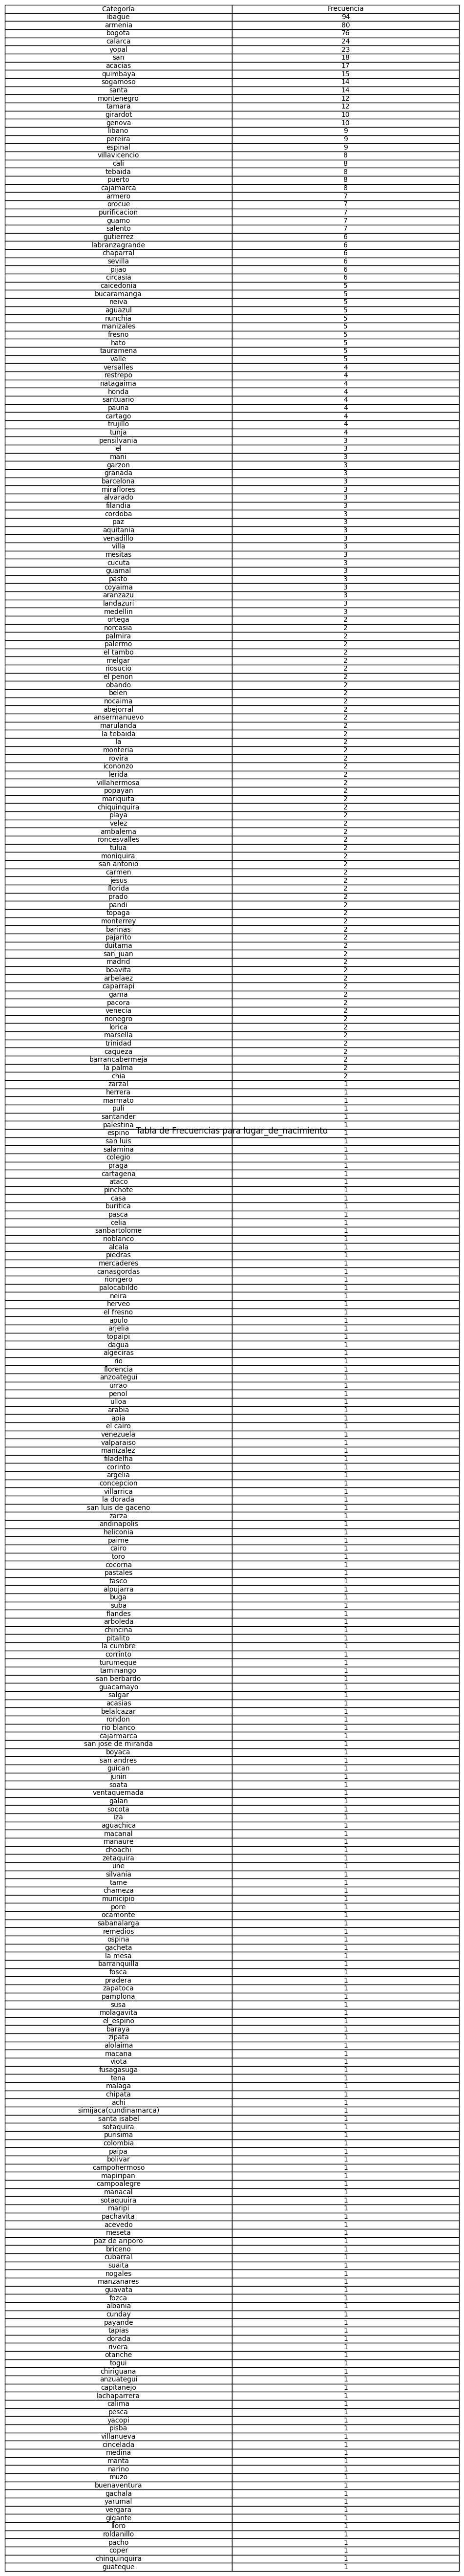 Categoría Frecuencia
ibague 94
armenia 80
bogota 76
calarca 24
yopal 23
san 18
acacias 17
quimbaya 15
sogamoso 14
santa 14
montenegro 12
tamara 12
girardot 10
genova 10
libano 9
pereira 9
espinal 9
villavicencio 8
cali 8
tebaida 8
puerto 8
cajamarca 8
armero 7
orocue 7
purificacion 7
guamo 7
salento 7
gutierrez 6
labranzagrande 6
chaparral 6
sevilla 6
pijao 6
circasia 6
caicedonia 5
bucaramanga 5
neiva 5
aguazul 5
nunchia 5
manizales 5
fresno 5
hato 5
tauramena 5
valle 5
versalles 4
restrepo 4
natagaima 4
honda 4
santuario 4
pauna 4
cartago 4
trujillo 4
tunja 4
pensilvania 3
el 3
mani 3
garzon 3
granada 3
barcelona 3
miraflores 3
alvarado 3
filandia 3
cordoba 3
paz 3
aquitania 3
venadillo 3
villa 3
mesitas 3
cucuta 3
guamal 3
pasto 3
coyaima 3
aranzazu 3
landazuri 3
medellin 3
ortega 2
norcasia 2
palmira 2
palermo 2
el tambo 2
melgar 2
riosucio 2
el penon 2
obando 2
belen 2
nocaima 2
abejorral 2
ansermanuevo 2
marulanda 2
la tebaida 2
la 2
monteria 2
rovira 2
icononzo 2
lerida 2
villahermosa 2
popayan 2
mariquita 2
chiquinquira 2
playa 2
velez 2
ambalema 2
roncesvalles 2
tulua 2
moniquira 2
san antonio 2
carmen 2
jesus 2
florida 2
prado 2
pandi 2
topaga 2
monterrey 2
barinas 2
pajarito 2
duitama 2
san_juan 2
madrid 2
boavita 2
arbelaez 2
caparrapi 2
gama 2
pacora 2
venecia 2
rionegro 2
lorica 2
marsella 2
trinidad 2
caqueza 2
barrancabermeja 2
la palma 2
chia 2
zarzal 1
herrera 1
marmato 1
puli 1
santander 1
palestina 1
Tabla de Frecuencias para lugar_de_nacimiento
espino 1
san luis 1
salamina 1
colegio 1
praga 1
cartagena 1
ataco 1
pinchote 1
casa 1
buritica 1
pasca 1
celia 1
sanbartolome 1
rioblanco 1
alcala 1
piedras 1
mercaderes 1
canasgordas 1
riongero 1
palocabildo 1
neira 1
herveo 1
el fresno 1
apulo 1
arjelia 1
topaipi 1
dagua 1
algeciras 1
rio 1
florencia 1
anzoategui 1
urrao 1
penol 1
ulloa 1
arabia 1
apia 1
el cairo 1
venezuela 1
valparaiso 1
manizalez 1
filadelfia 1
corinto 1
argelia 1
concepcion 1
villarrica 1
la dorada 1
san luis de gaceno 1
zarza 1
andinapolis 1
heliconia 1
paime 1
cairo 1
toro 1
cocorna 1
pastales 1
tasco 1
alpujarra 1
buga 1
suba 1
flandes 1
arboleda 1
chincina 1
pitalito 1
la cumbre 1
corrinto 1
turumeque 1
taminango 1
san berbardo 1
guacamayo 1
salgar 1
acasias 1
belalcazar 1
rondon 1
rio blanco 1
cajarmarca 1
san jose de miranda 1
boyaca 1
san andres 1
guican 1
junin 1
soata 1
ventaquemada 1
galan 1
socota 1
iza 1
aguachica 1
macanal 1
manaure 1
choachi 1
zetaquira 1
une 1
silvania 1
tame 1
chameza 1
municipio 1
pore 1
ocamonte 1
sabanalarga 1
remedios 1
ospina 1
gacheta 1
la mesa 1
barranquilla 1
fosca 1
pradera 1
zapatoca 1
pamplona 1
susa 1
molagavita 1
el_espino 1
baraya 1
zipata 1
alolaima 1
macana 1
viota 1
fusagasuga 1
tena 1
malaga 1
chipata 1
achi 1
simijaca(cundinamarca) 1
santa isabel 1
sotaquira 1
purisima 1
colombia 1
paipa 1
bolivar 1
campohermoso 1
mapiripan 1
campoalegre 1
manacal 1
sotaquuira 1
maripi 1
pachavita 1
acevedo 1
meseta 1
paz de ariporo 1
briceno 1
cubarral 1
suaita 1
nogales 1
manzanares 1
guavata 1
fozca 1
albania 1
cunday 1
payande 1
tapias 1
dorada 1
rivera 1
otanche 1
togui 1
chiriguana 1
anzuategui 1
capitanejo 1
lachaparrera 1
calima 1
pesca 1
yacopi 1
pisba 1
villanueva 1
cincelada 1
medina 1
manta 1
narino 1
muzo 1
buenaventura 1
gachala 1
yarumal 1
vergara 1
gigante 1
lloro 1
roldanillo 1
pacho 1
coper 1
chinquinquira 1
guateque 1